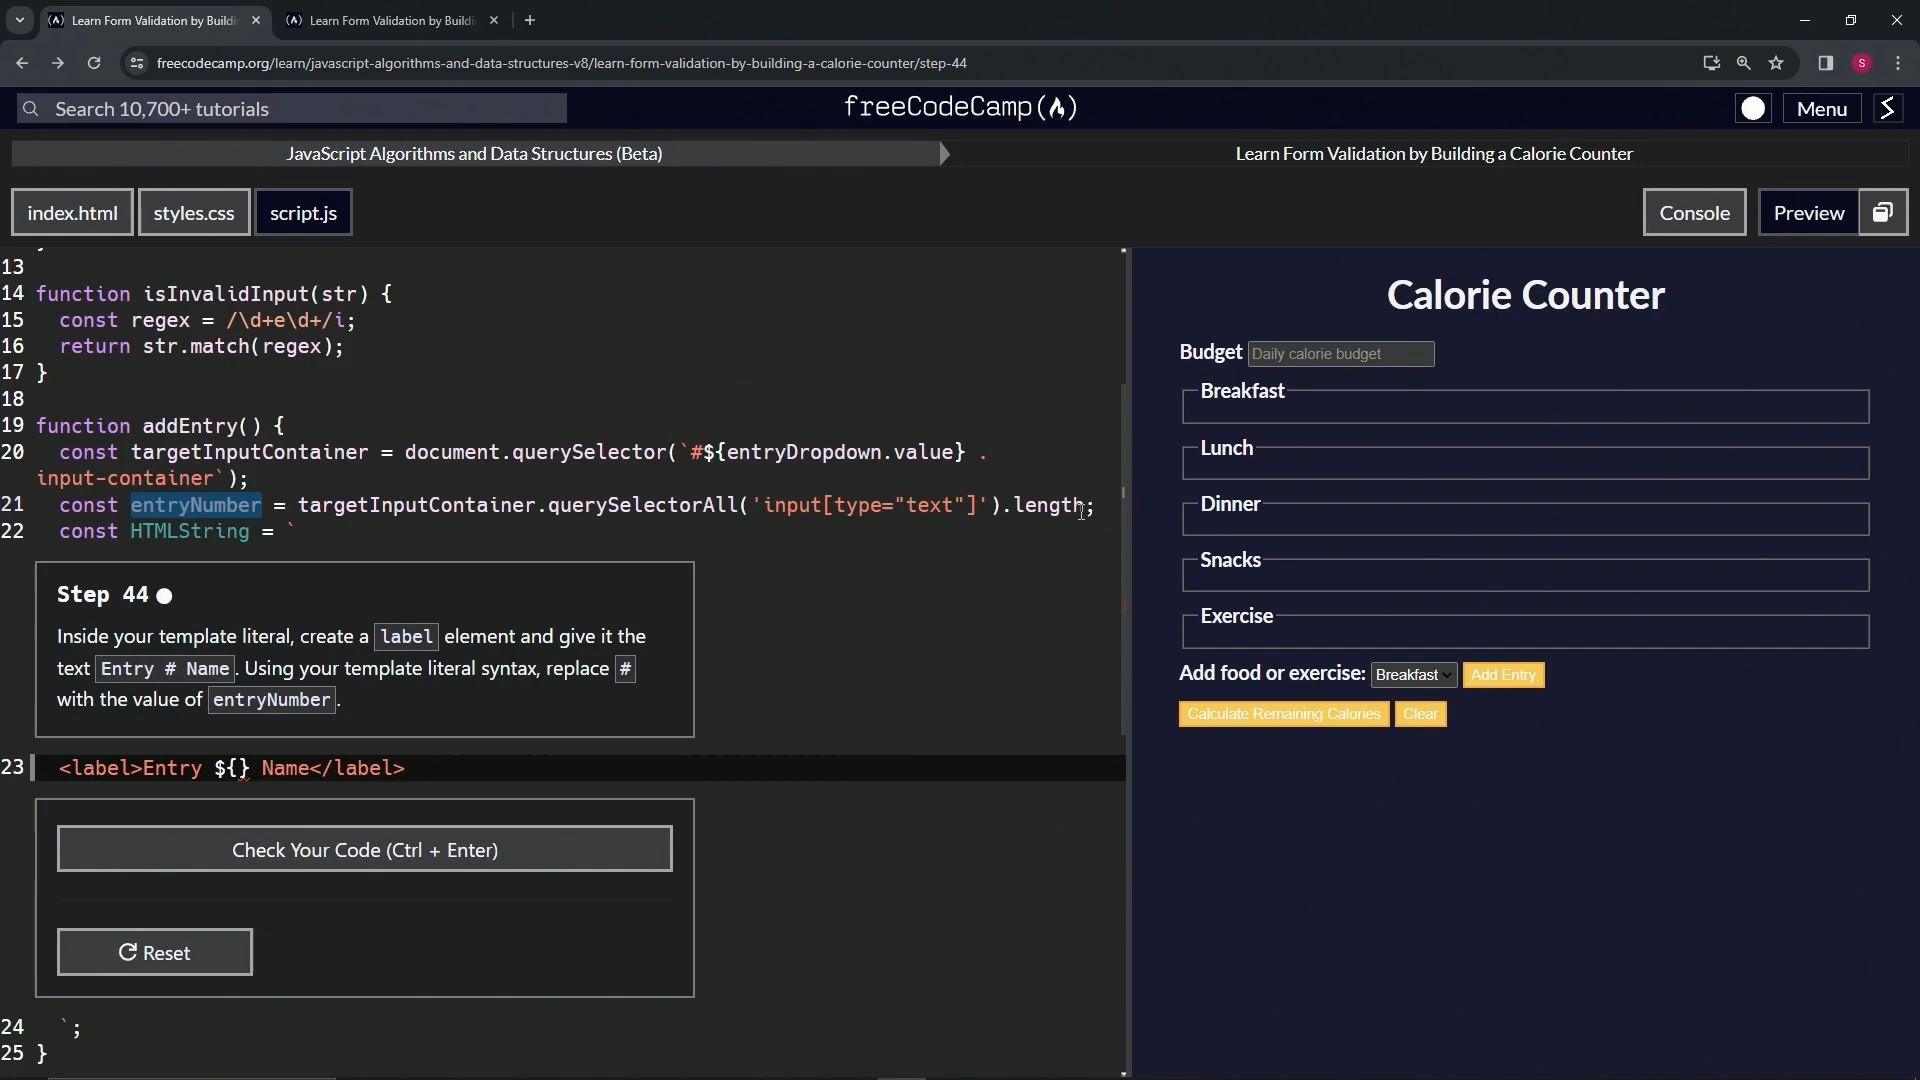 Learn Form Validation by Buildi
Learn Form Validation by Buildi
freecodecamp.org/learn/javascript-algorithms-and-data-structures-v8/learn-form-validation-by-building-a-calorie-counter/step-44
S
Search 10,700+ tutorials
freeCodeCamp
Menu
JavaScript Algorithms and Data Structures (Beta)
Learn Form Validation by Building a Calorie Counter
index.html
styles.css
script.js
Console
Preview
13
14 function isInvalidInput(str) {
15 const regex = /\d+e\d+/i;
16 return str.match(regex);
17 }
18
19 function addEntry() {
20 const targetInputContainer = document.querySelector(`#${entryDropdown.value} .
input-container`);
21 const entryNumber = targetInputContainer.querySelectorAll('input[type="text"]').length;
22 const HTMLString = `
Step 44
Inside your template literal, create a label element and give it the
text Entry # Name. Using your template literal syntax, replace #
with the value of entryNumber.
23 <label>Entry ${} Name</label>
Check Your Code (Ctrl + Enter)
Reset
24 `;
25 }
Calorie Counter
Budget Daily calorie budget
Breakfast
Lunch
Dinner
Snacks
Exercise
Add food or exercise: Breakfast Add Entry
Calculate Remaining Calories Clear